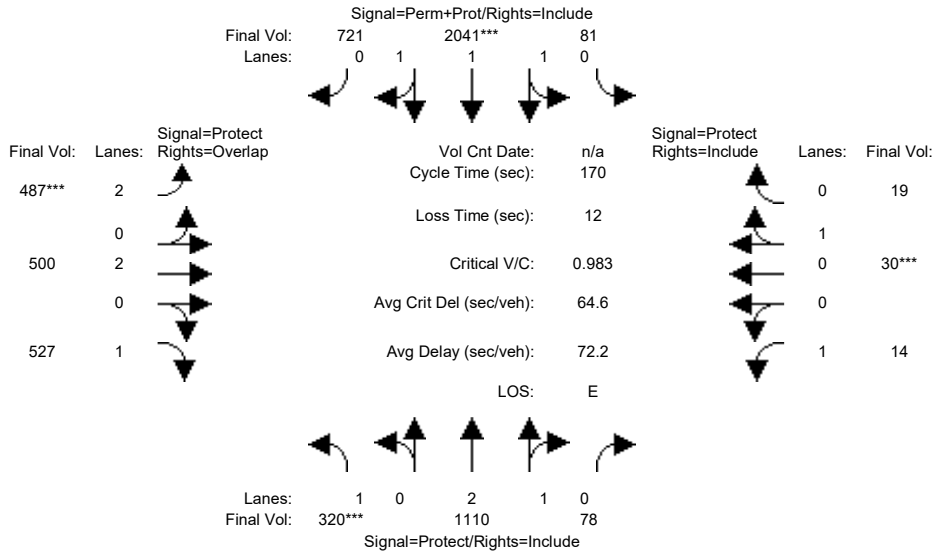 Signal=Perm+Prot/Rights=Include
Final Vol: 721 2041*** 81
Lanes: 0 1 1 1 0
Signal=Protect Signal=Protect
Final Vol: Lanes: Rights=Overlap Vol Cnt Date: n/a Rights=Include Lanes: Final Vol:
Cycle Time (sec): 170
487*** 2 0 19
Loss Time (sec): 12
0 1
500 2 Critical V/C: 0.983 0 30***
0 Avg Crit Del (sec/veh): 64.6 0
527 1 Avg Delay (sec/veh): 72.2 1 14
LOS: E
Lanes: 1 0 2 1 0
Final Vol: 320*** 1110 78
Signal=Protect/Rights=Include